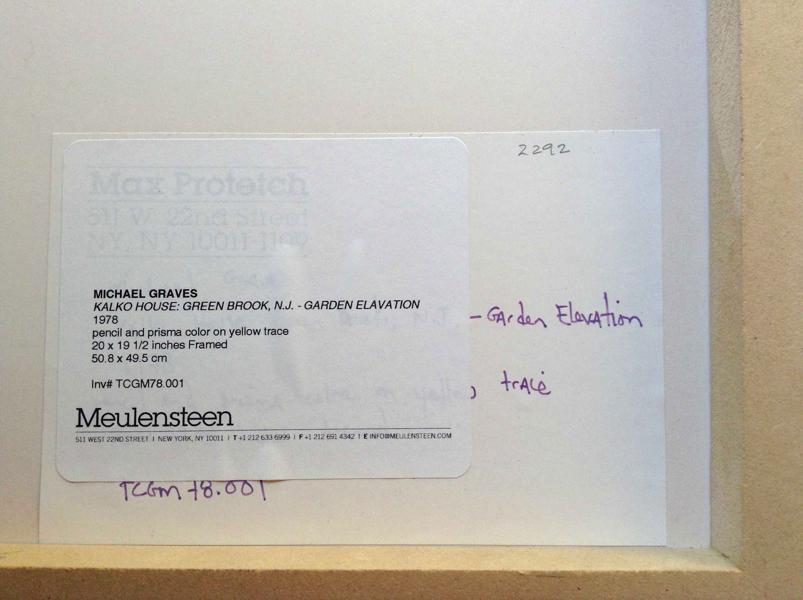 2292
Max Protetch
511 W. 22nd Street
NY, NY 10011-1109
MICHAEL GRAVES
KALKO HOUSE: GREEN BROOK, N.J. - GARDEN ELAVATION
1978
pencil and prisma color on yellow trace
20 x 19 1/2 inches Framed
50.8 x 49.5 cm
Inv# TCGM78.001
Meulensteen
511 WEST 22ND STREET I NEW YORK, NY 10011 I T +1 212 633 6999 I F +1 212 691 4342 I E INFO@MEULENSTEEN.COM
- GArden Elevation
, trace
TCGM 78.001